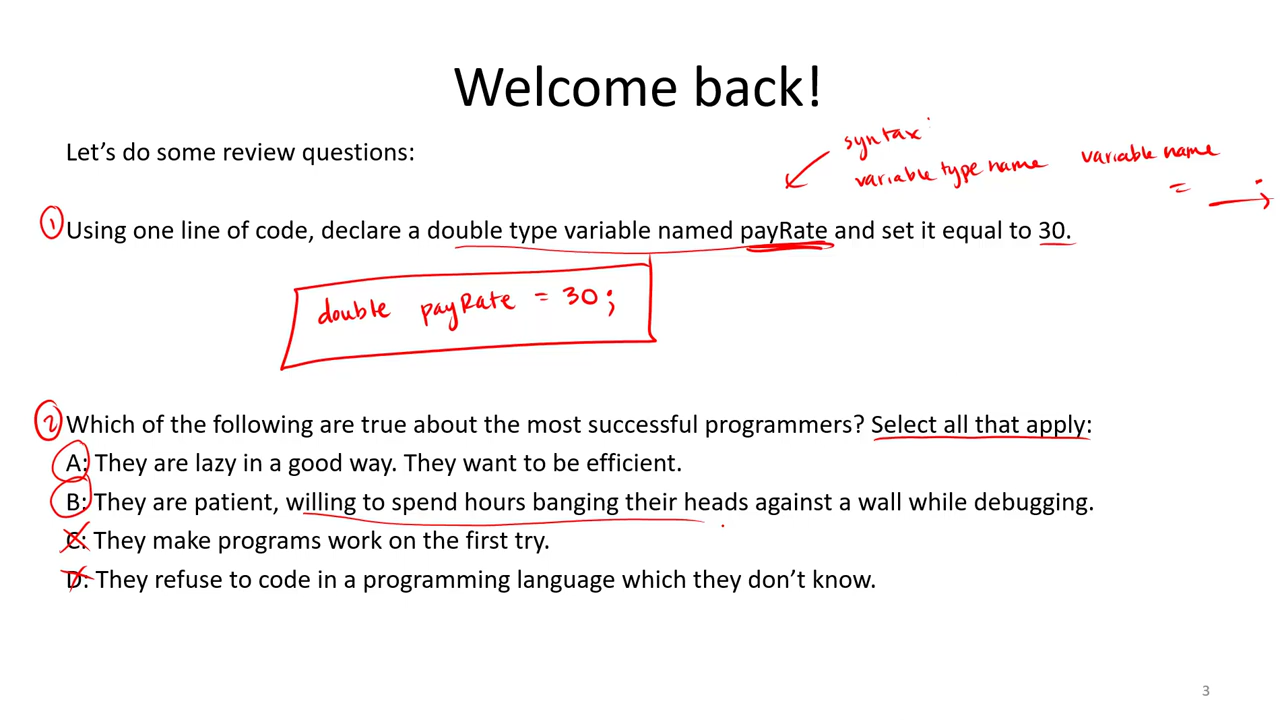 Welcome back!
Let's do some review questions:
syntax
variable type name variable name
= ___;
1 Using one line of code, declare a double type variable named payRate and set it equal to 30.
double payRate = 30;
2 Which of the following are true about the most successful programmers? Select all that apply:
A: They are lazy in a good way. They want to be efficient.
B: They are patient, willing to spend hours banging their heads against a wall while debugging.
C: They make programs work on the first try.
D: They refuse to code in a programming language which they don't know.
3